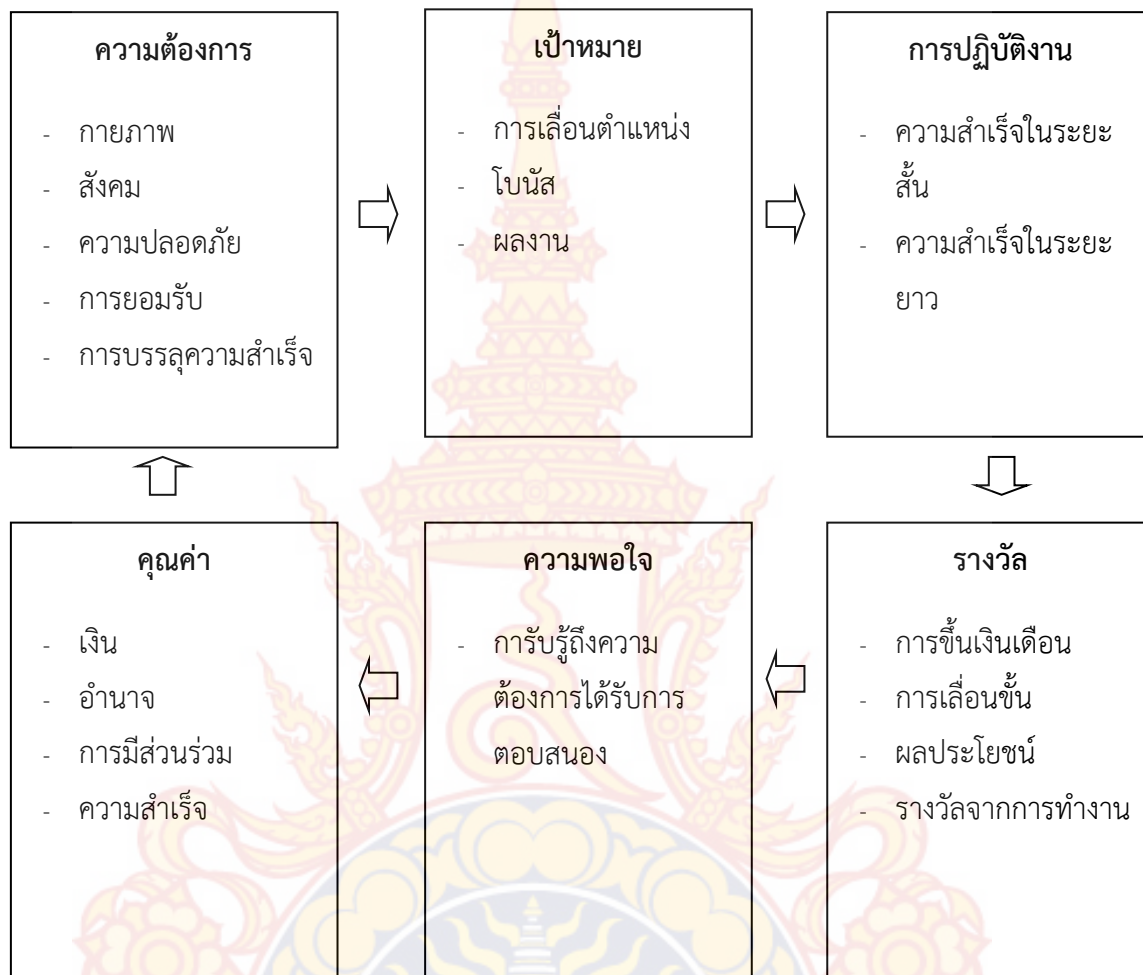 ความต้องการ
- กายภาพ
- สังคม
- ความปลอดภัย
- การยอมรับ
- การบรรลุความสำเร็จ
เป้าหมาย
- การเลื่อนตำแหน่ง
- โบนัส
- ผลงาน
การปฏิบัติงาน
- ความสำเร็จในระยะ
สั้น
- ความสำเร็จในระยะ
ยาว
คุณค่า
- เงิน
- อำนาจ
- การมีส่วนร่วม
- ความสำเร็จ
ความพอใจ
- การับรู้ถึงความ
ต้องการได้รับการ
ตอบสนอง
รางวัล
- การขึ้นเงินเดือน
- การเลื่อนขั้น
- ผลประโยชน์
- รางวัลจากการทำงาน